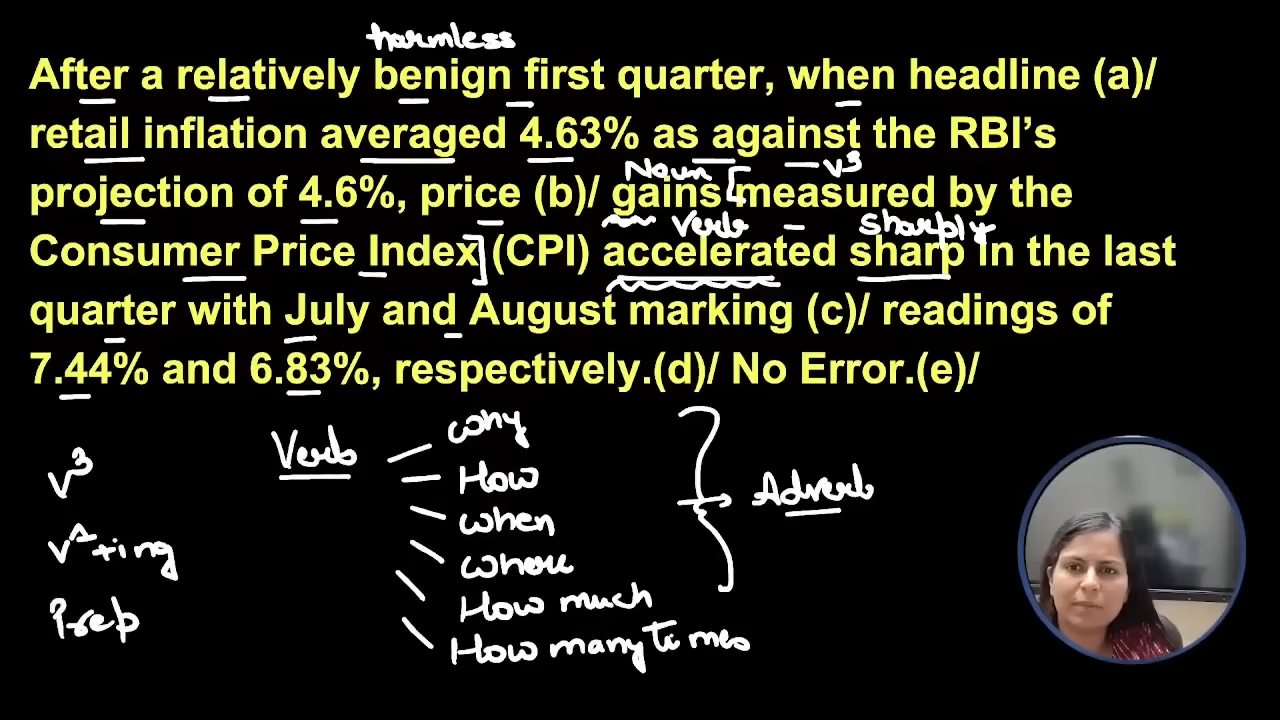 harmless
After a relatively benign first quarter, when headline (a)/
retail inflation averaged 4.63% as against the RBI's
Noun v3
projection of 4.6%, price (b)/ gains [measured by the
Verb sharply
Consumer Price Index] (CPI) accelerated sharp in the last
quarter with July and August marking (c)/ readings of
7.44% and 6.83%, respectively.(d)/ No Error.(e)/
why
Verb
v3
How
Adverb
when
v1+ing
where
How much
Prep
How many times